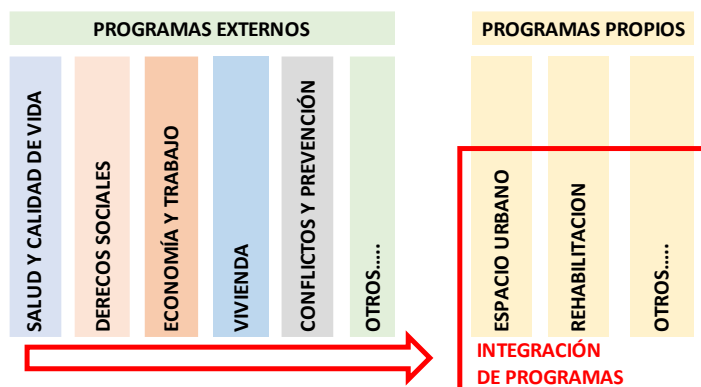 PROGRAMAS EXTERNOS
PROGRAMAS PROPIOS
SALUD Y CALIDAD DE VIDA
DERECOS SOCIALES
ECONOMÍA Y TRABAJO
VIVIENDA
CONFLICTOS Y PREVENCIÓN
OTROS.....
ESPACIO URBANO
REHABILITACION
OTROS.....
INTEGRACIÓN
DE PROGRAMAS